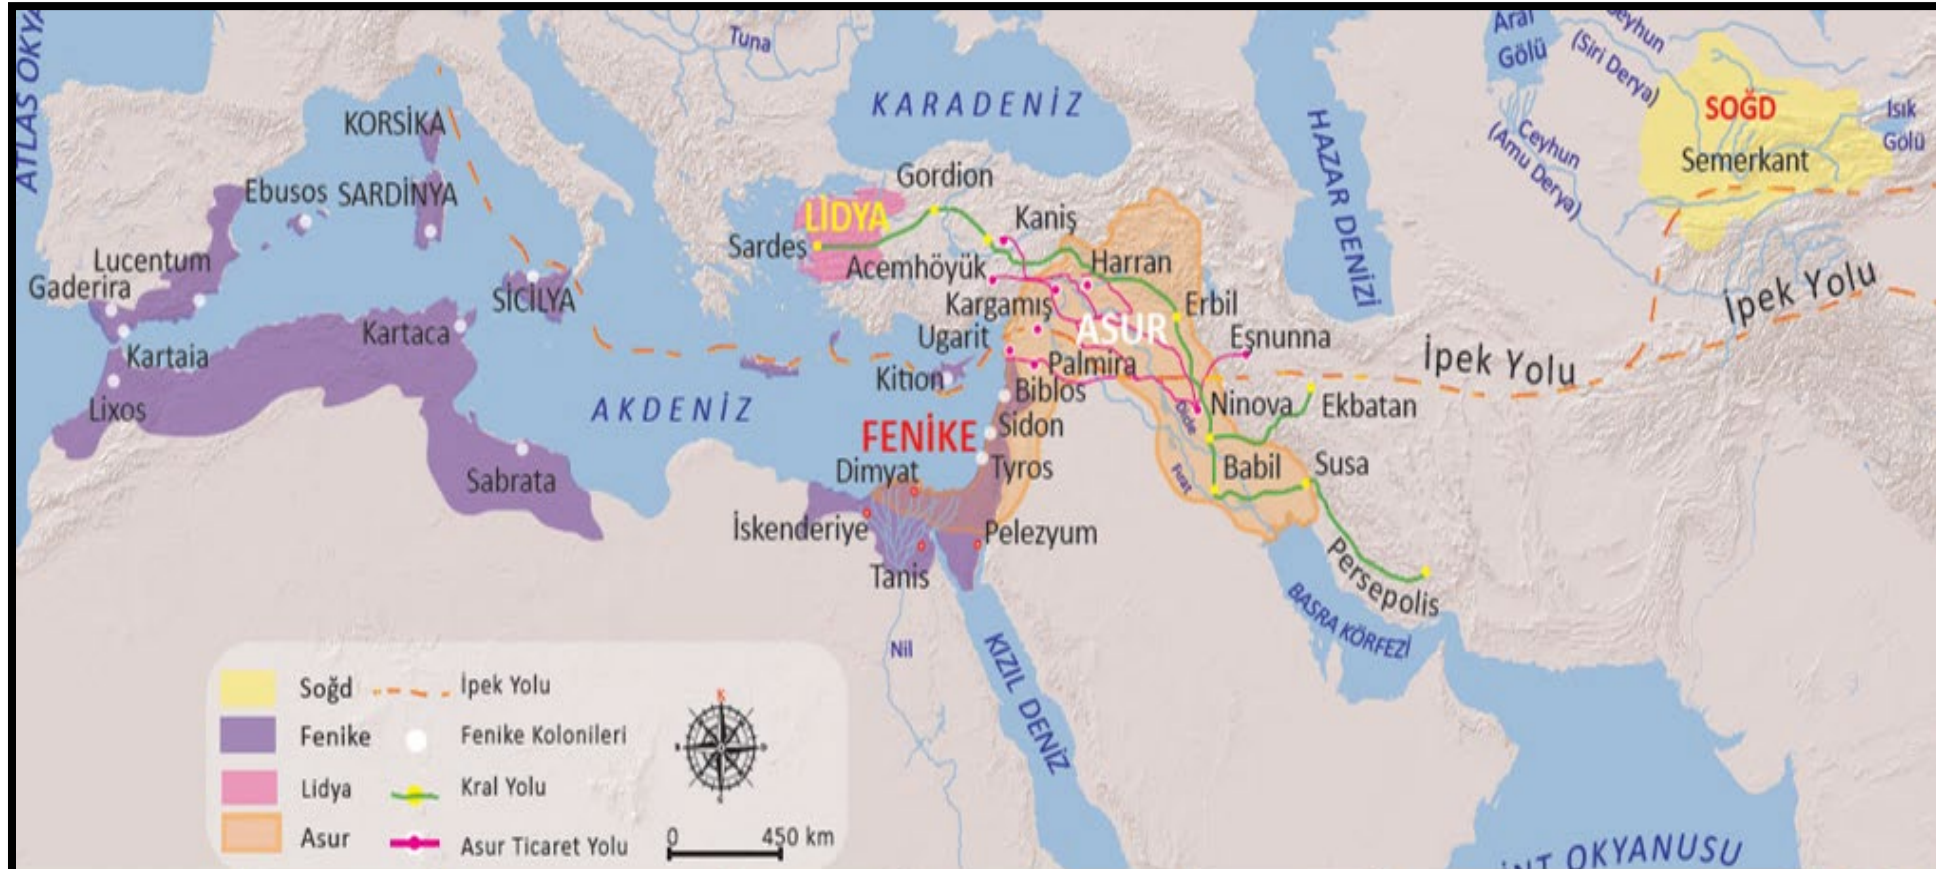 ATLAS OKYA
Tuna
KARADENİZ
HAZAR DENİZİ
Aral
Gölü
Seyhun
(Siri Derya)
Ceyhun
(Amu Derya)
SOĞD
Semerkant
Isık
Gölü
KORSİKA
Ebusos
SARDİNYA
Lucentum
Gaderira
Kartaia
Lixos
SİCİLYA
Kartaca
Sabrata
AKDENİZ
LİDYA
Sardes
Gordion
Kaniş
Acemhöyük
Harran
Kargamış
Erbil
Ugarit
ASUR
Eşnunna
Palmira
Kition
Biblos
Ninova
Ekbatan
Dicle
FENİKE
Sidon
Tyros
Dimyat
Babil
Susa
Fırat
İskenderiye
Pelezyum
Tanis
Persepolis
İpek Yolu
İpek Yolu
BASRA KÖRFEZİ
Nil
KIZIL DENİZ
İNT OKYANUSU
Soğd
İpek Yolu
Fenike
Fenike Kolonileri
Lidya
Kral Yolu
Asur
Asur Ticaret Yolu
K
0 450 km